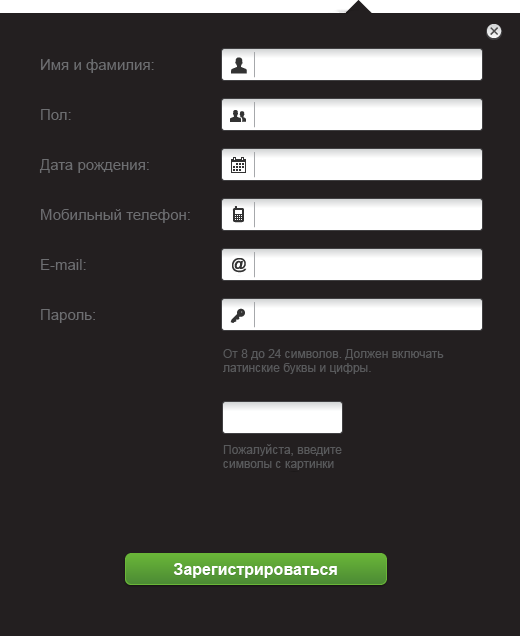 Имя и фамилия:
Пол:
Дата рождения:
Мобильный телефон:
E-mail:
@
Пароль:
От 8 до 24 символов. Должен включать
латинские буквы и цифры.
Пожалуйста, введите
символы с картинки
Зарегистрироваться